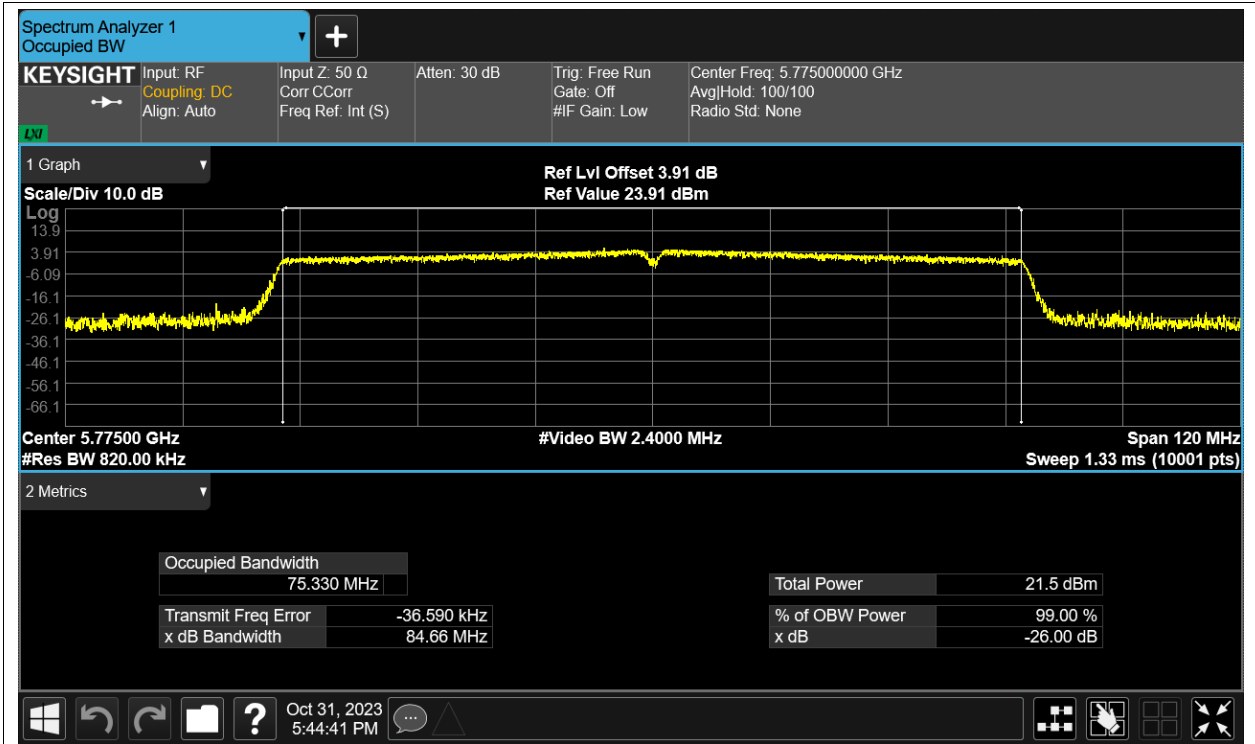 Spectrum Analyzer 1
Occupied BW
KEYSIGHT
Input: RF
Coupling: DC
Align: Auto
Input Z: 50 Ω
Corr CCorr
Freq Ref: Int (S)
Atten: 30 dB
Trig: Free Run
Gate: Off
#IF Gain: Low
Center Freq: 5.775000000 GHz
Avg|Hold: 100/100
Radio Std: None
LXI
1 Graph
Scale/Div 10.0 dB
Ref Lvl Offset 3.91 dB
Ref Value 23.91 dBm
Log
13.9
3.91
-6.09
-16.1
-26.1
-36.1
-46.1
-56.1
-66.1
Center 5.77500 GHz
#Video BW 2.4000 MHz
Span 120 MHz
#Res BW 820.00 kHz
Sweep 1.33 ms (10001 pts)
2 Metrics
Occupied Bandwidth
75.330 MHz
Transmit Freq Error -36.590 kHz
x dB Bandwidth 84.66 MHz
Total Power 21.5 dBm
% of OBW Power 99.00 %
x dB -26.00 dB
Oct 31, 2023
5:44:41 PM